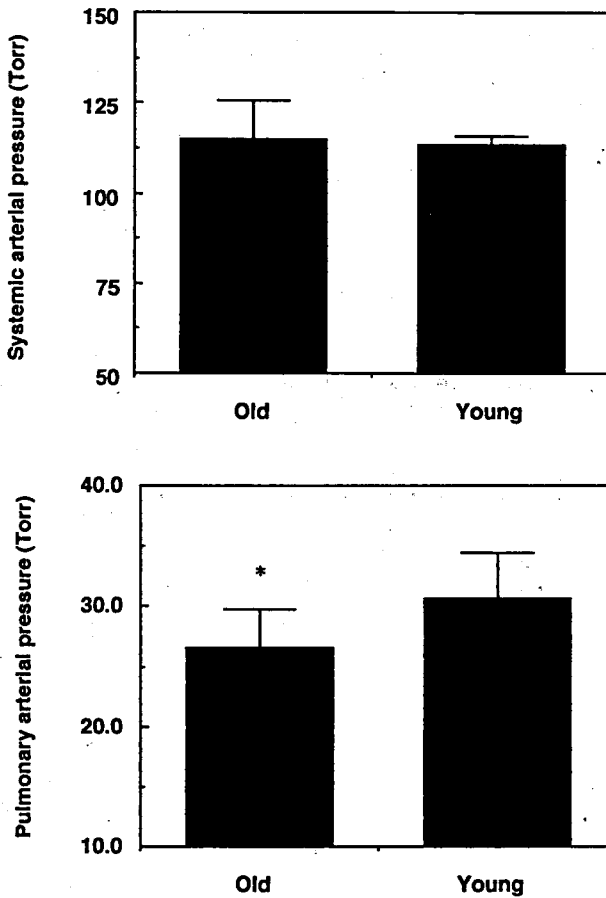 Systemic arterial pressure (Torr)
150
125
100
75
50
Old Young
Pulmonary arterial pressure (Torr)
40.0
30.0
20.0
10.0
*
Old Young